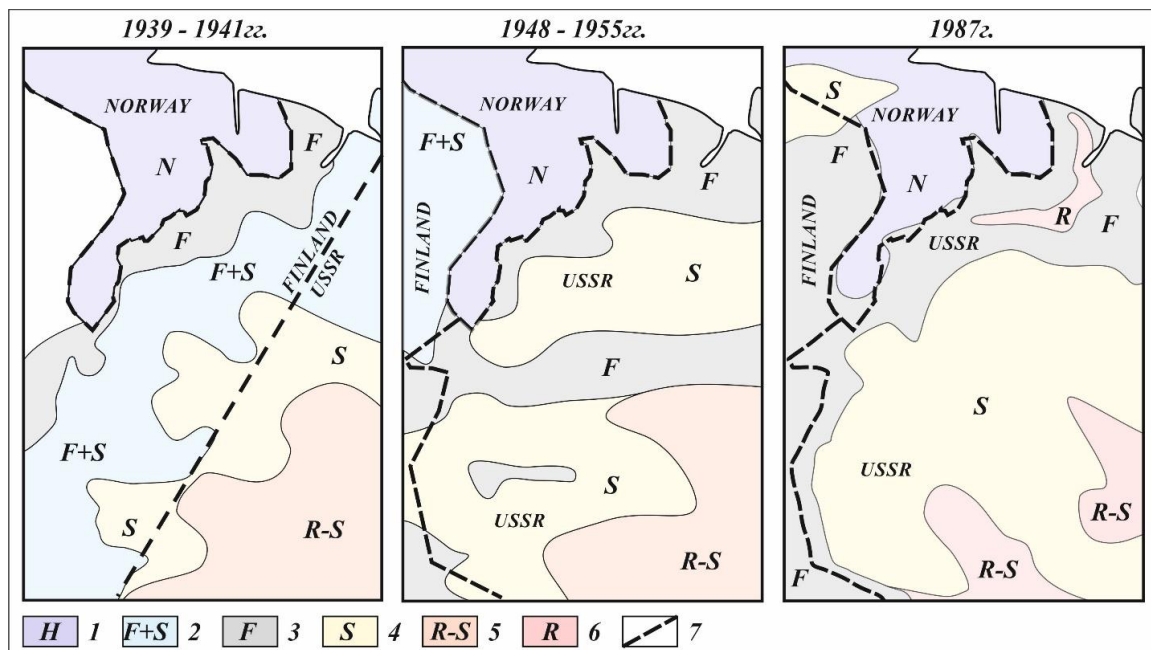 1939 - 1941гг.
NORWAY
F
N
F
F+S
FINLAND
USSR
S
F+S
S
R-S
1948 - 1955гг.
NORWAY
F+S
N
F
FINLAND
USSR
S
F
S
USSR
R-S
1987г.
S
NORWAY
F
N
R
F
FINLAND
USSR
S
USSR
R-S
R-S
F
H 1 F+S 2 F 3 S 4 R-S 5 R 6 7